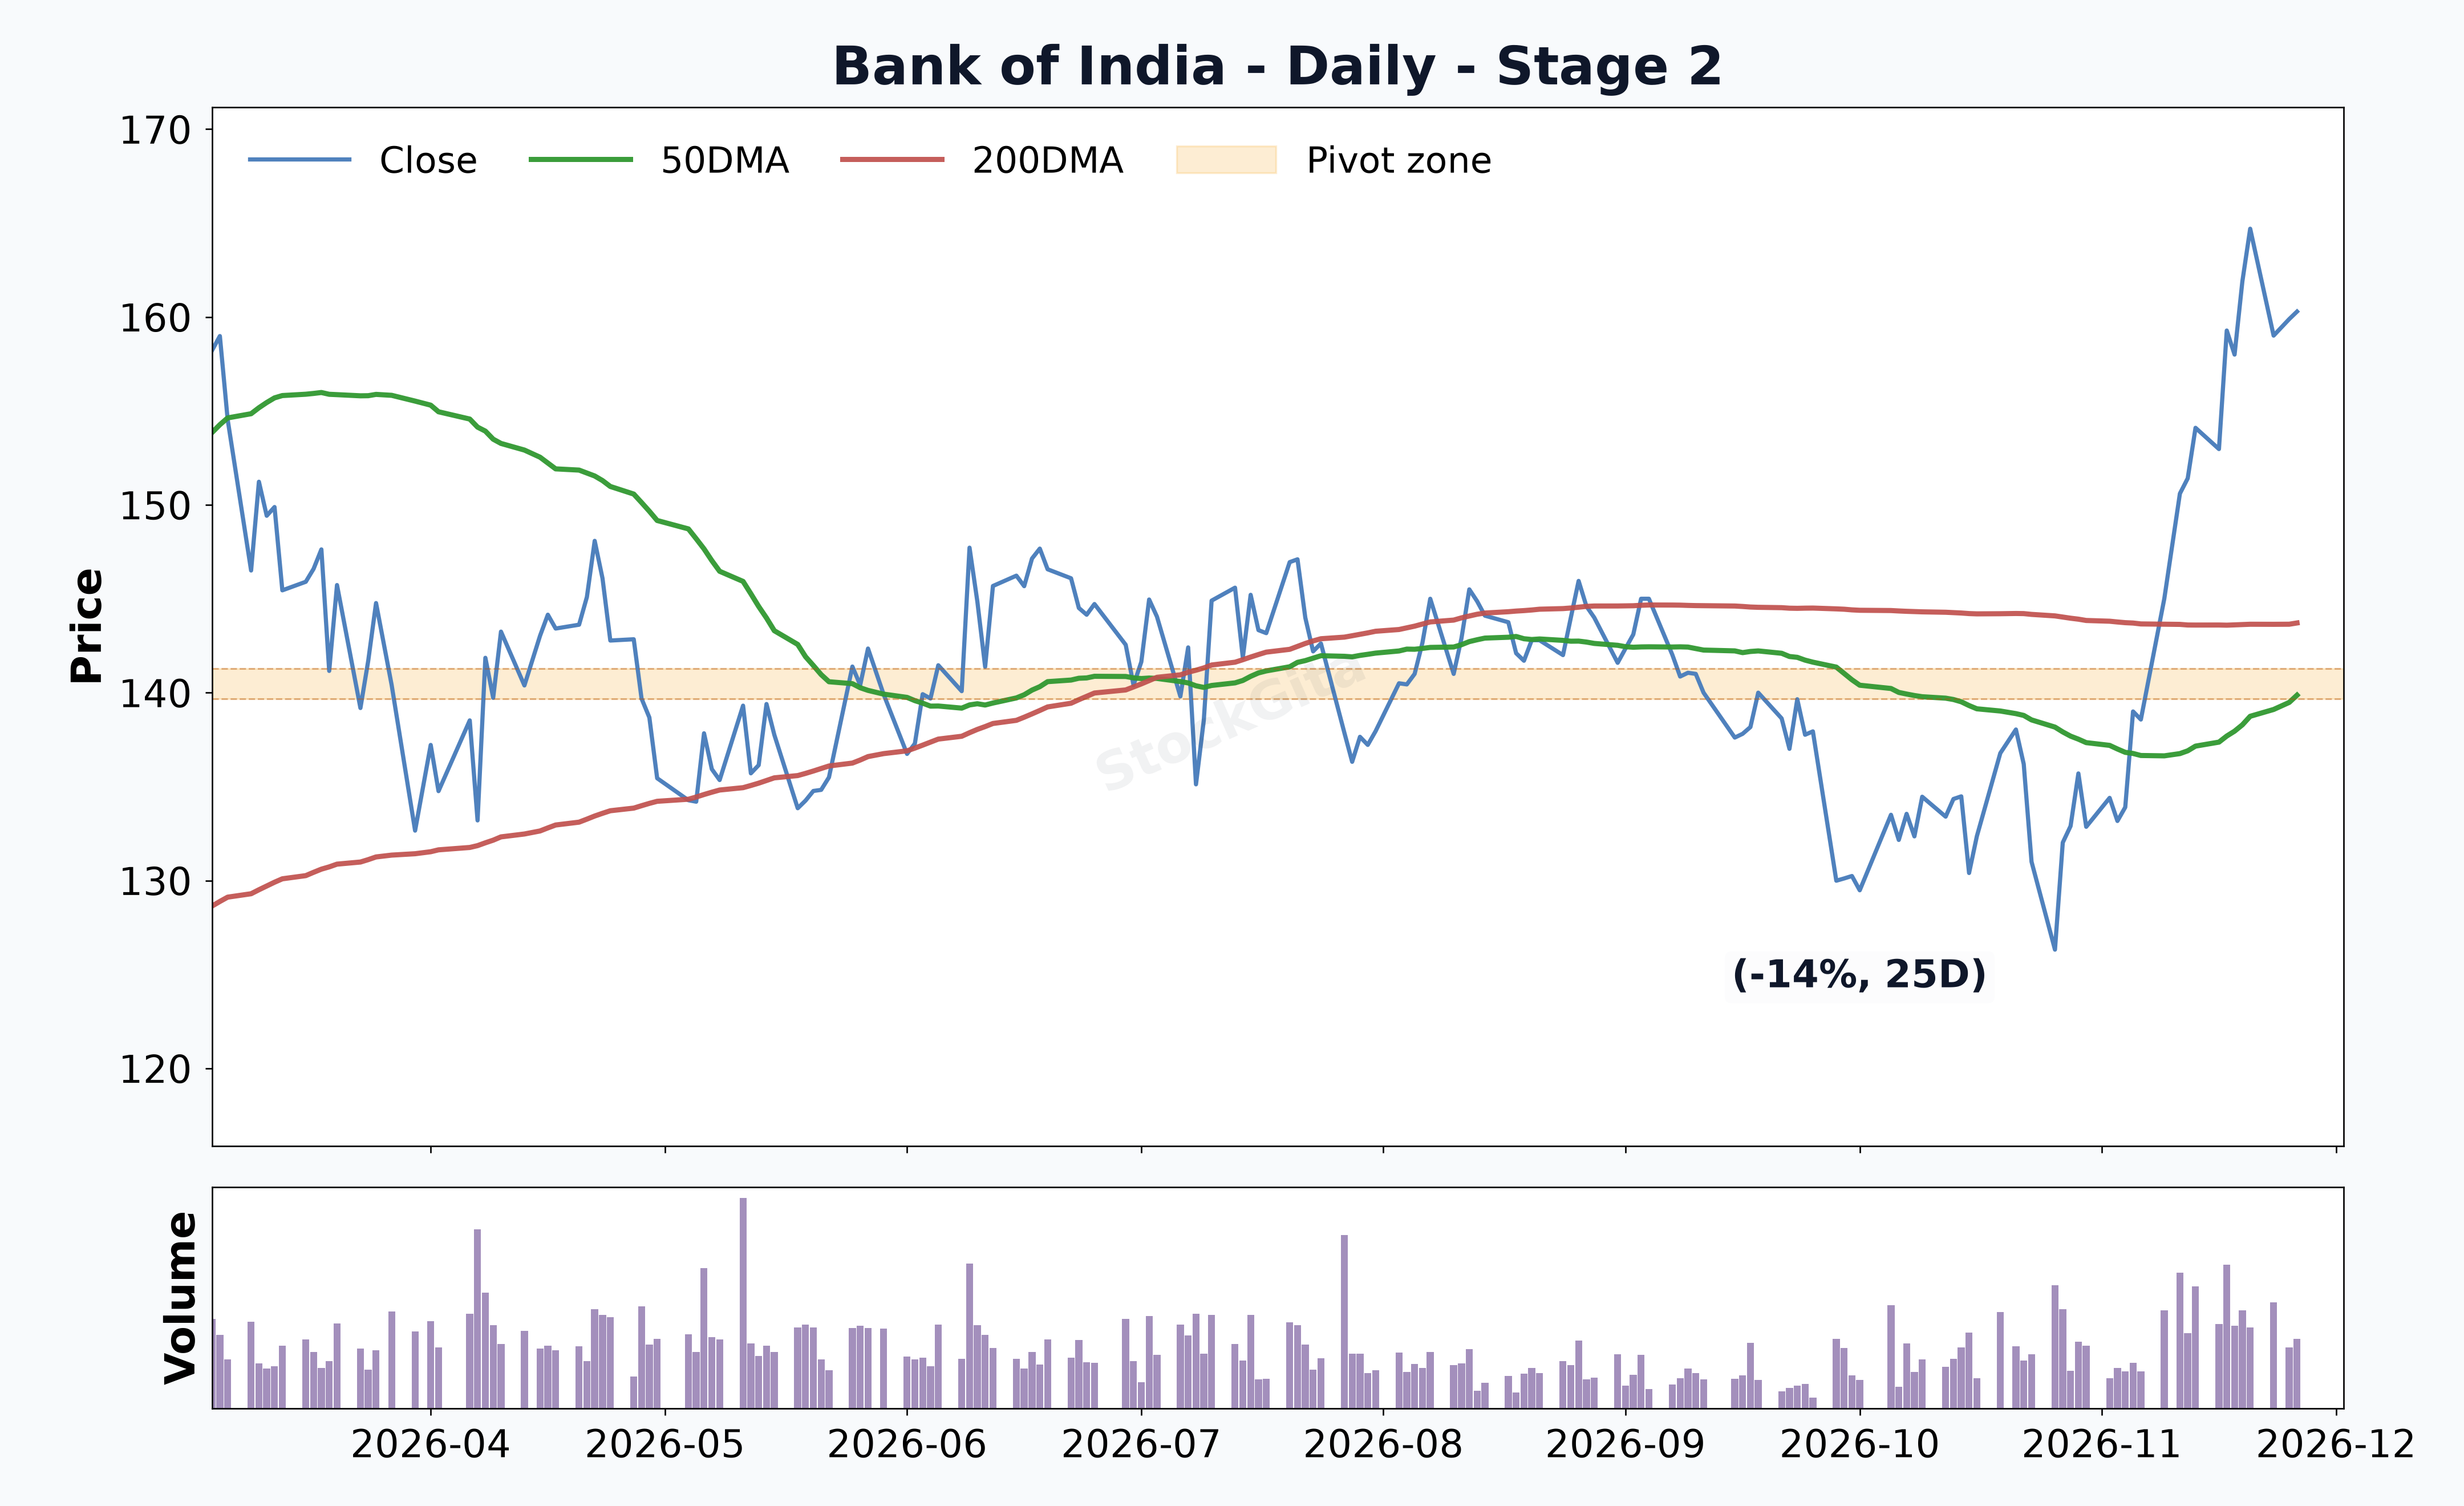 Bank of India - Daily - Stage 2
Close 50DMA 200DMA Pivot zone
170
160
150
140
130
120
Price
StockGita
(-14%, 25D)
Volume
2026-04 2026-05 2026-06 2026-07 2026-08 2026-09 2026-10 2026-11 2026-12